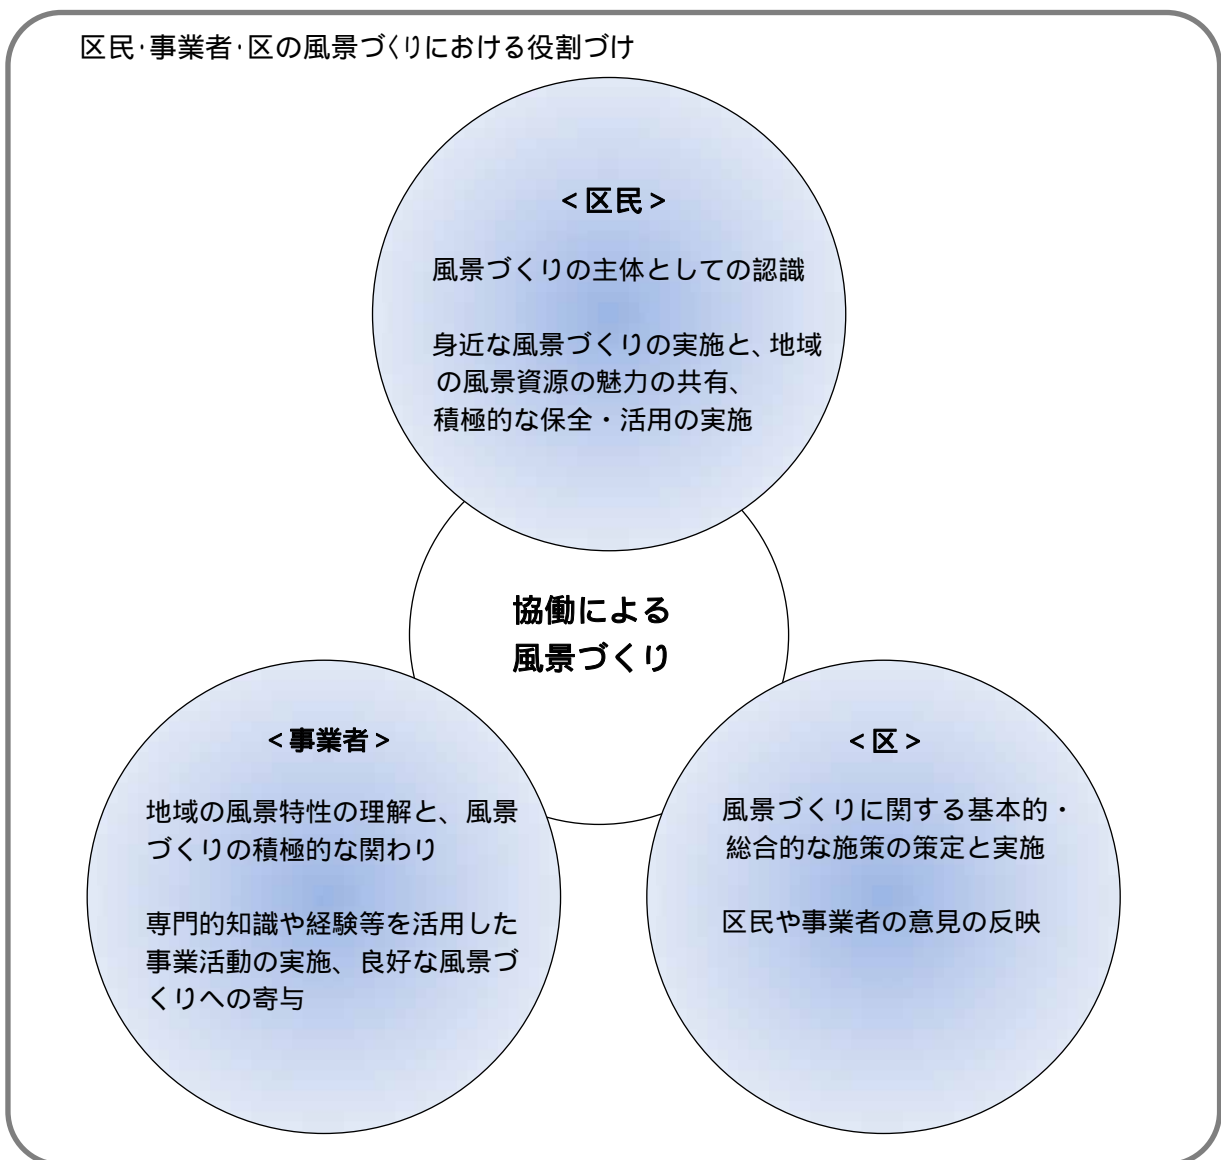 区民・事業者・区の風景づくりにおける役割づけ
<区民>
風景づくりの主体としての認識
身近な風景づくりの実施と、地域
の風景資源の魅力の共有、
積極的な保全・活用の実施
協働による
風景づくり
<事業者>
地域の風景特性の理解と、風景
づくりの積極的な関わり
専門的知識や経験等を活用した
事業活動の実施、良好な風景づ
くりへの寄与
<区>
風景づくりに関する基本的・
総合的な施策の策定と実施
区民や事業者の意見の反映